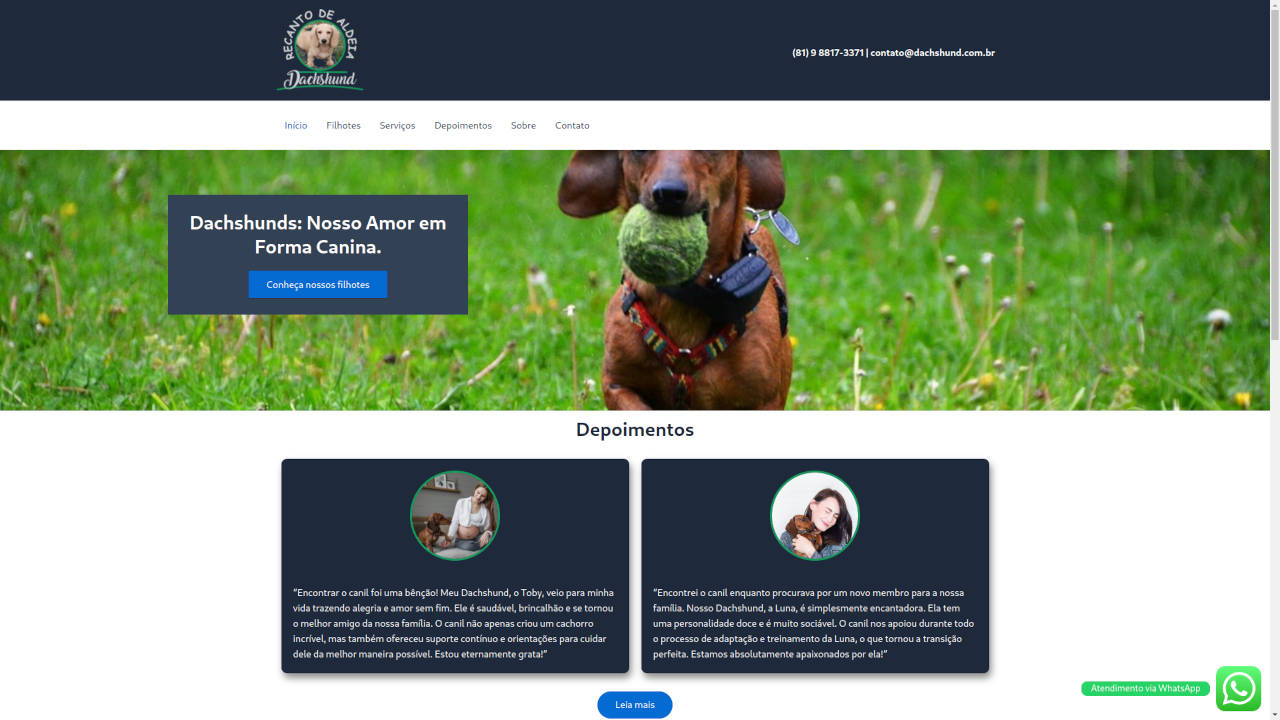 RECANTO DE ALDEIA
Dachshund
(81) 9 8817-3371 | contato@dachshund.com.br
Início Filhotes Serviços Depoimentos Sobre Contato
Dachshunds: Nosso Amor em
Forma Canina.
Conheça nossos filhotes
Depoimentos
"Encontrar o canil foi uma bênção! Meu Dachshund, o Toby, veio para minha
vida trazendo alegria e amor sem fim. Ele é saudável, brincalhão e se tornou
o melhor amigo da nossa família. O canil não apenas criou um cachorro
incrível, mas também ofereceu suporte contínuo e orientações para cuidar
dele da melhor maneira possível. Estou eternamente grata!"
"Encontrei o canil enquanto procurava por um novo membro para a nossa
família. Nosso Dachshund, a Luna, é simplesmente encantadora. Ela tem
uma personalidade doce e é muito sociável. O canil nos apoiou durante todo
o processo de adaptação e treinamento da Luna, o que tornou a transição
perfeita. Estamos absolutamente apaixonados por ela!"
Leia mais
Atendimento via WhatsApp